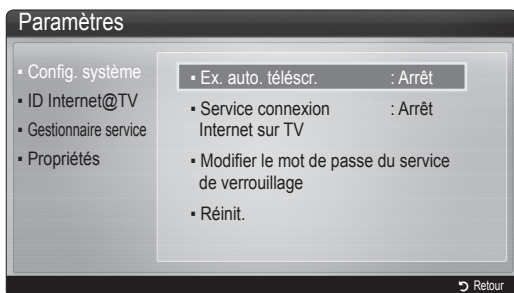 Paramètres
▪ Config. système
▪ ID Internet@TV
▪ Gestionnaire service
▪ Propriétés
▪ Ex. auto. téléscr. : Arrêt
▪ Service connexion : Arrêt
Internet sur TV
▪ Modifier le mot de passe du service
de verrouillage
▪ Réinit.
Retour